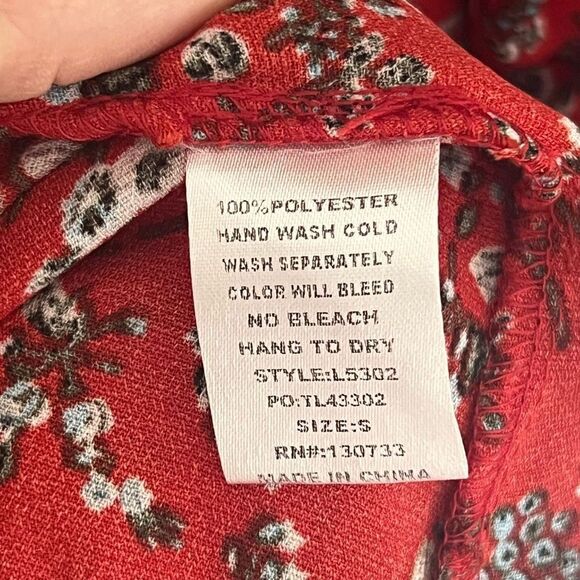 100%POLYESTER
HAND WASH COLD
WASH SEPARATELY
COLOR WILL BLEED
NO BLEACH
HANG TO DRY
STYLE:L5302
PO:TL43302
SIZE:S
RN#:130733
MADE IN CHINA